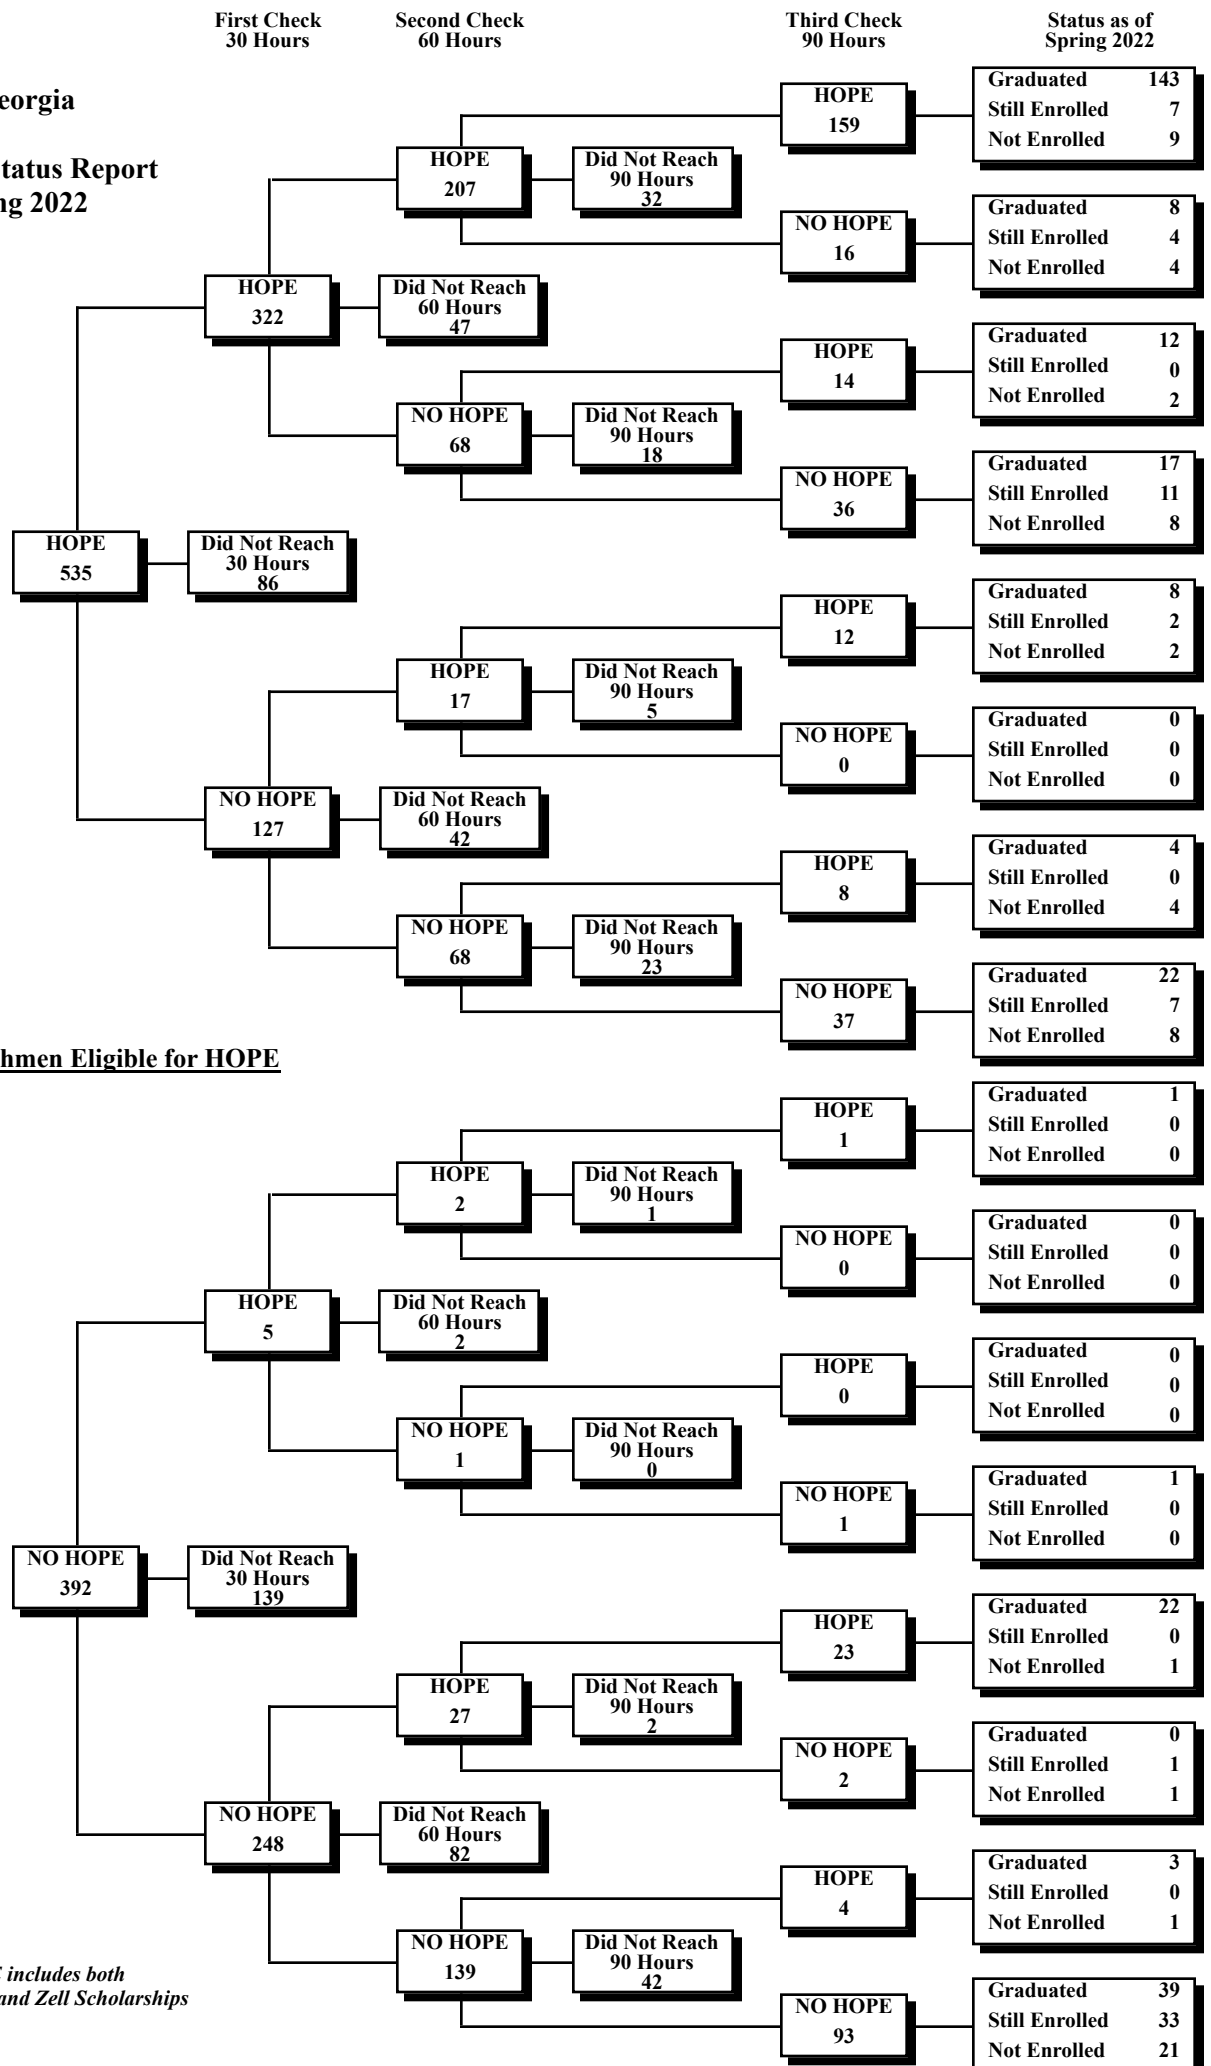 First Check
30 Hours
Second Check
60 Hours
Third Check
90 Hours
Status as of
Spring 2022
eorgia
tatus Report
ng 2022
HOPE
535
Did Not Reach
30 Hours
86
HOPE
322
Did Not Reach
60 Hours
47
HOPE
207
Did Not Reach
90 Hours
32
HOPE
159
Graduated 143
Still Enrolled 7
Not Enrolled 9
NO HOPE
16
Graduated 8
Still Enrolled 4
Not Enrolled 4
NO HOPE
68
Did Not Reach
90 Hours
18
HOPE
14
Graduated 12
Still Enrolled 0
Not Enrolled 2
NO HOPE
36
Graduated 17
Still Enrolled 11
Not Enrolled 8
NO HOPE
127
Did Not Reach
60 Hours
42
HOPE
17
Did Not Reach
90 Hours
5
HOPE
12
Graduated 8
Still Enrolled 2
Not Enrolled 2
NO HOPE
0
Graduated 0
Still Enrolled 0
Not Enrolled 0
NO HOPE
68
Did Not Reach
90 Hours
23
HOPE
8
Graduated 4
Still Enrolled 0
Not Enrolled 4
NO HOPE
37
Graduated 22
Still Enrolled 7
Not Enrolled 8
hmen Eligible for HOPE
NO HOPE
392
Did Not Reach
30 Hours
139
HOPE
5
Did Not Reach
60 Hours
2
HOPE
2
Did Not Reach
90 Hours
1
HOPE
1
Graduated 1
Still Enrolled 0
Not Enrolled 0
NO HOPE
0
Graduated 0
Still Enrolled 0
Not Enrolled 0
NO HOPE
1
Did Not Reach
90 Hours
0
HOPE
0
Graduated 0
Still Enrolled 0
Not Enrolled 0
NO HOPE
1
Graduated 1
Still Enrolled 0
Not Enrolled 0
NO HOPE
248
Did Not Reach
60 Hours
82
HOPE
27
Did Not Reach
90 Hours
2
HOPE
23
Graduated 22
Still Enrolled 0
Not Enrolled 1
NO HOPE
2
Graduated 0
Still Enrolled 1
Not Enrolled 1
NO HOPE
139
Did Not Reach
90 Hours
42
HOPE
4
Graduated 3
Still Enrolled 0
Not Enrolled 1
NO HOPE
93
Graduated 39
Still Enrolled 33
Not Enrolled 21
includes both
and Zell Scholarships